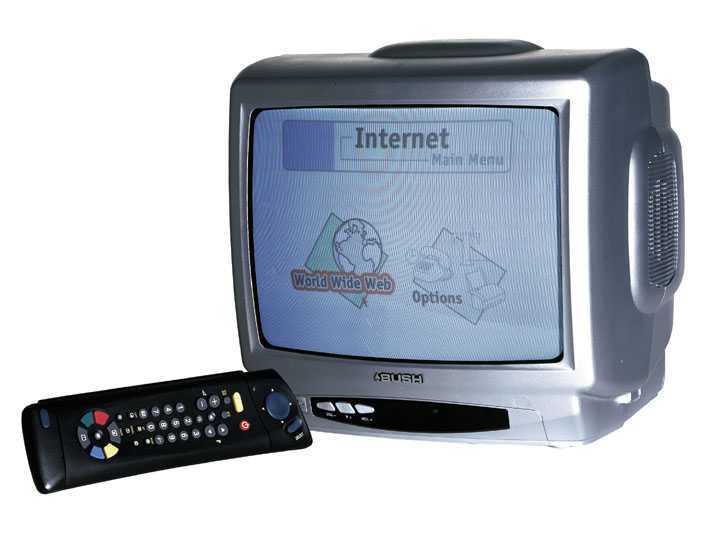 Internet
Main Menu
World Wide Web
Options
BUSH